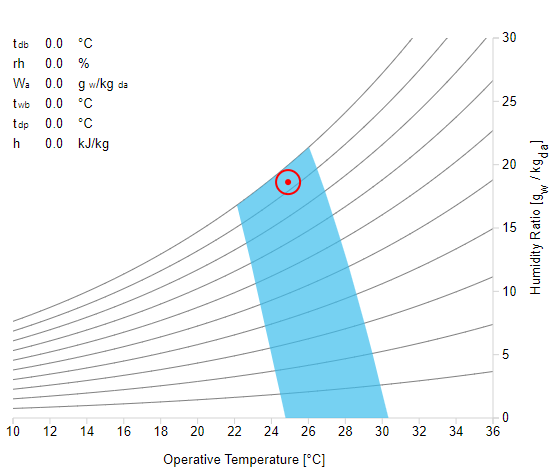 tdb 0.0 °C
rh 0.0 %
Wa 0.0 g w/kg da
twb 0.0 °C
tdp 0.0 °C
h 0.0 kJ/kg
30
25
20
15
10
5
0
Humidity Ratio [gw / kgda]
10 12 14 16 18 20 22 24 26 28 30 32 34 36
Operative Temperature [°C]